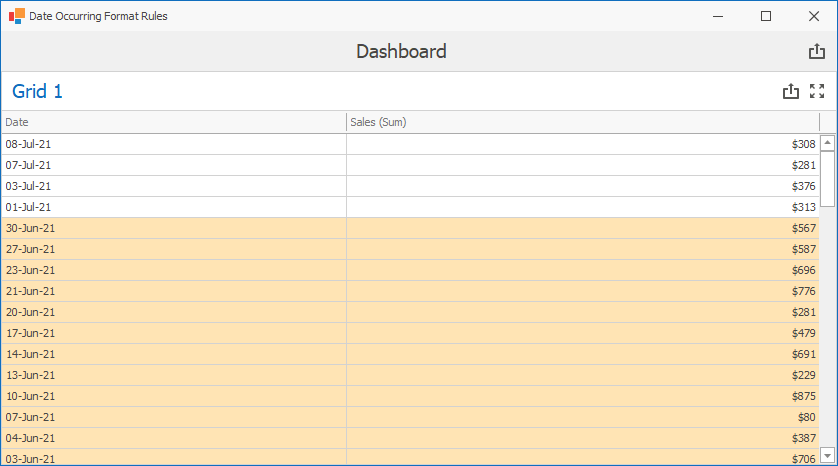 Date Occurring Format Rules
Dashboard
Grid 1
Date Sales (Sum)
08-Jul-21 $308
07-Jul-21 $281
03-Jul-21 $376
01-Jul-21 $313
30-Jun-21 $567
27-Jun-21 $587
23-Jun-21 $696
21-Jun-21 $776
20-Jun-21 $281
17-Jun-21 $479
14-Jun-21 $691
13-Jun-21 $229
10-Jun-21 $875
07-Jun-21 $80
04-Jun-21 $387
03-Jun-21 $706